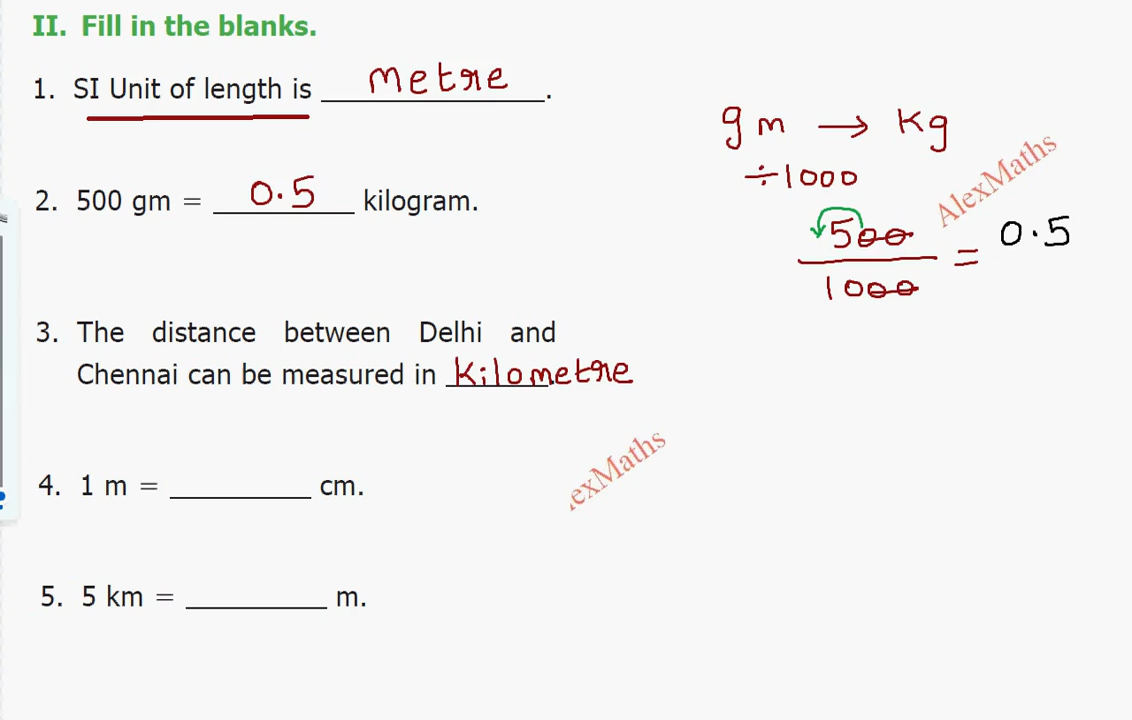 II. Fill in the blanks.
1. SI Unit of length is metre.
gm → kg
÷1000
2. 500 gm = 0.5 kilogram.
500/1000 = 0.5
AlexMaths
3. The distance between Delhi and
Chennai can be measured in kilometre.
exMaths
4. 1 m = ________ cm.
5. 5 km = ________ m.